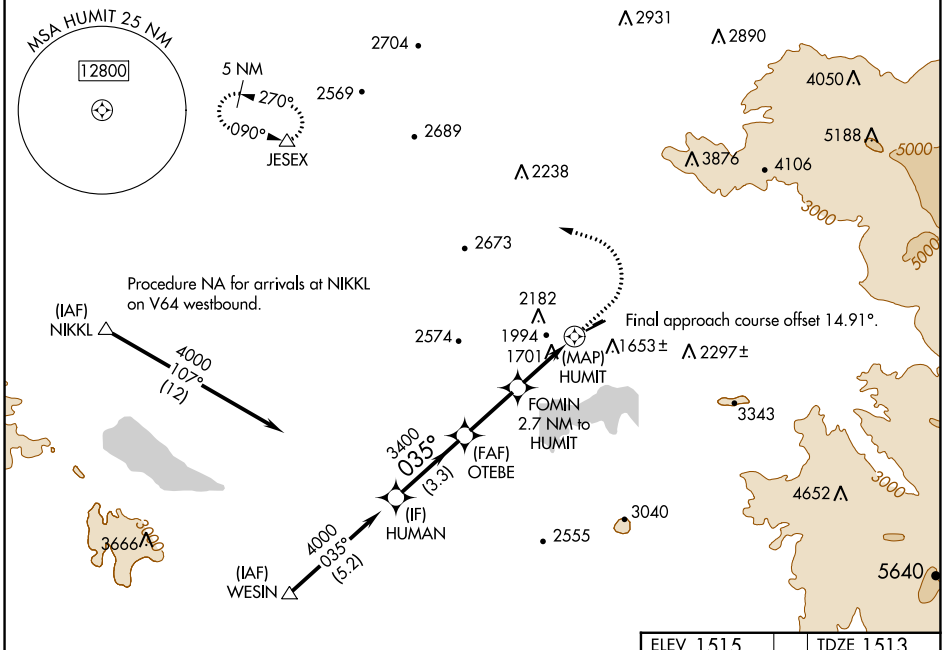 MSA HUMIT 25 NM
12800
5 NM
270°
090°
JESEX
2704
2569
2689
2931
2890
4050
5188
5000
3876
4106
3000
5000
2238
2673
Procedure NA for arrivals at NIKKL
on V64 westbound.
(IAF)
NIKKL
4000
107°
(12)
2182
1994
1701
2574
(MAP)
HUMIT
Final approach course offset 14.91°.
1653±
2297±
FOMIN
2.7 NM to
HUMIT
3343
3400
035°
(3.3)
(FAF)
OTEBE
(IF)
HUMAN
4000
035°
(5.2)
(IAF)
WESIN
3666
2555
3040
4652
3000
5640
ELEV 1515
TDZE 1513